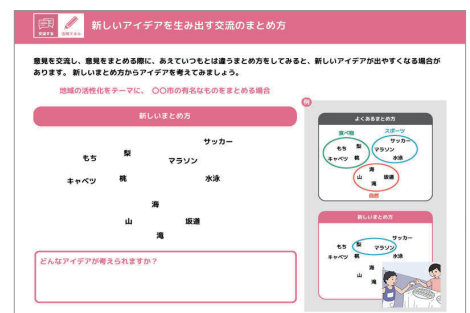 新しいアイデアを生み出す交流のまとめ方
意見を交流し、意見をまとめる際に、あえていつもとは違うまとめ方をしてみると、新しいアイデアが出やすくなる場合が
あります。 新しいまとめ方からアイデアを考えてみましょう。
地域の活性化をテーマに、 〇〇市の有名なものをまとめる場合
新しいまとめ方
サッカー
もち 梨 マラソン
キャベツ 桃 水泳
海
山 坂道
滝
どんなアイデアが考えられますか？
例
よくあるまとめ方
食べ物 スポーツ
サッカー
もち 梨 マラソン
キャベツ 桃 水泳
海
山 坂道
滝
自然
新しいまとめ方
サッカー
もち 梨 マラソン
キャベツ 桃 水泳
海
山
滝